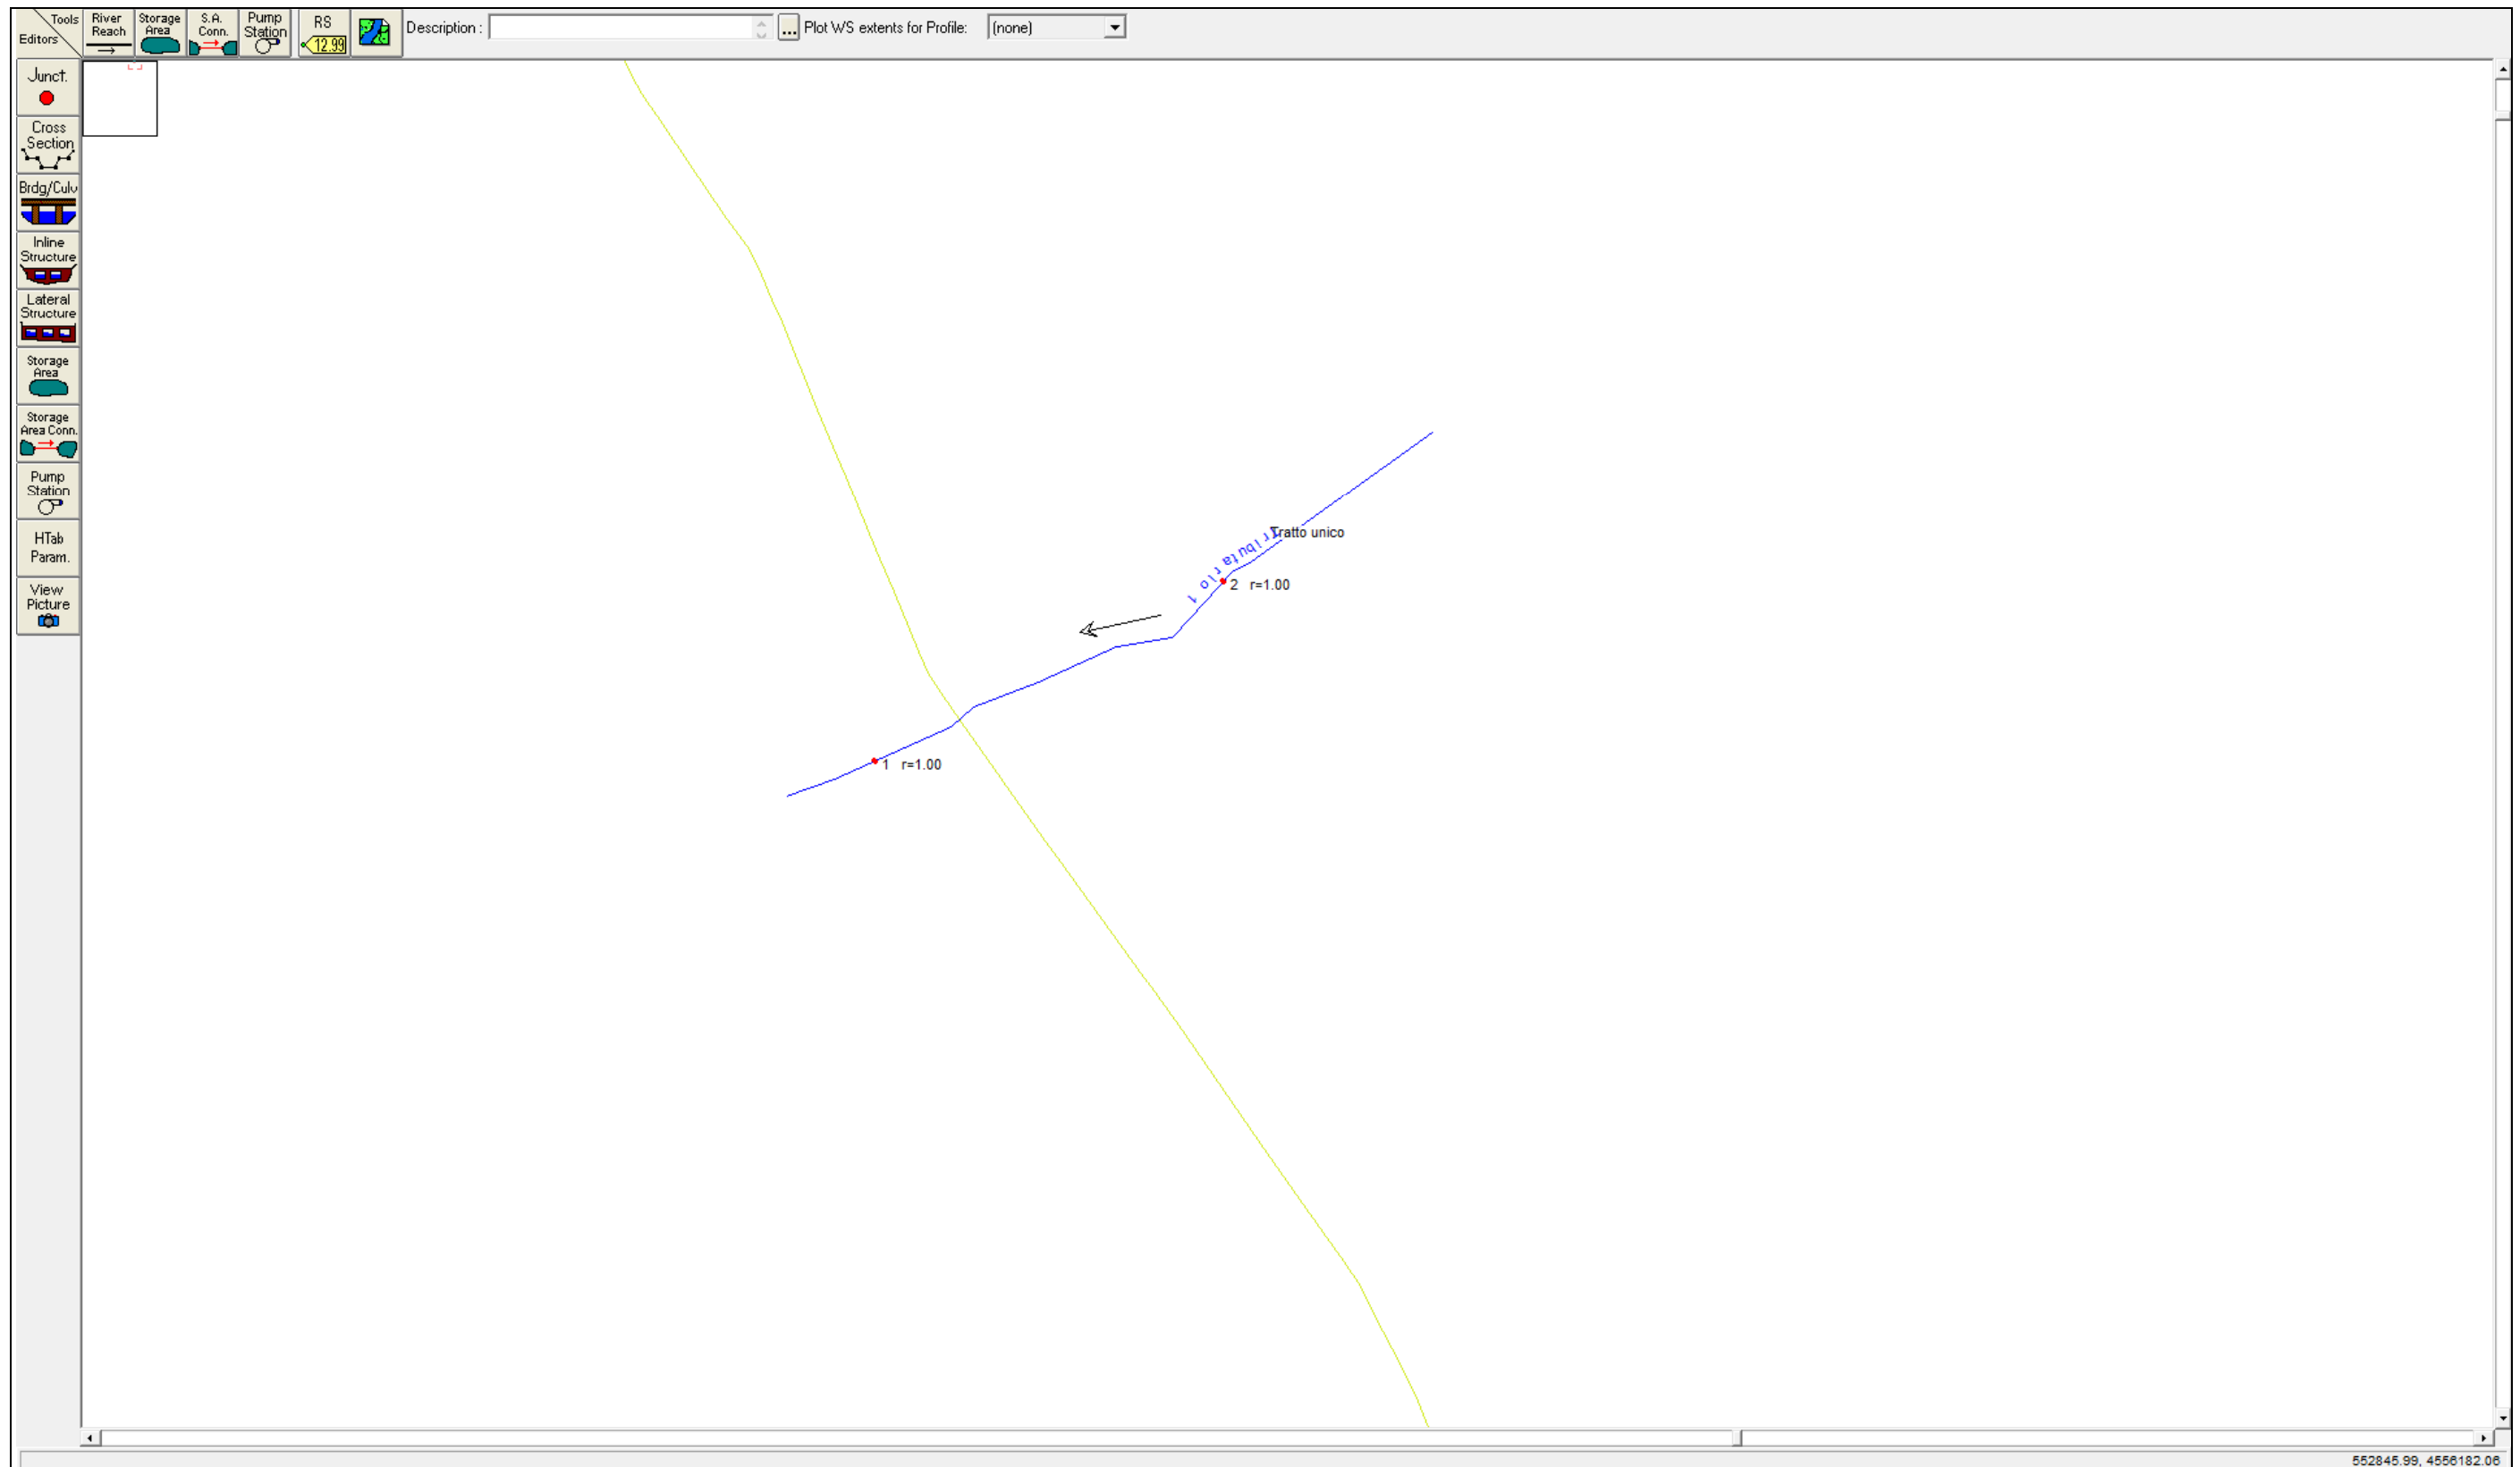 Tools
Editors
River Reach
Storage Area
S.A. Conn.
Pump Station
RS
12.99
Description :
...
Plot WS extents for Profile:
(none)
Junct.
Cross Section
Brdg/Culv
Inline Structure
Lateral Structure
Storage Area
Storage Area Conn.
Pump Station
HTab Param.
View Picture
Tratto unico
Tributario 1
2 r=1.00
1 r=1.00
552845.99, 4556182.06